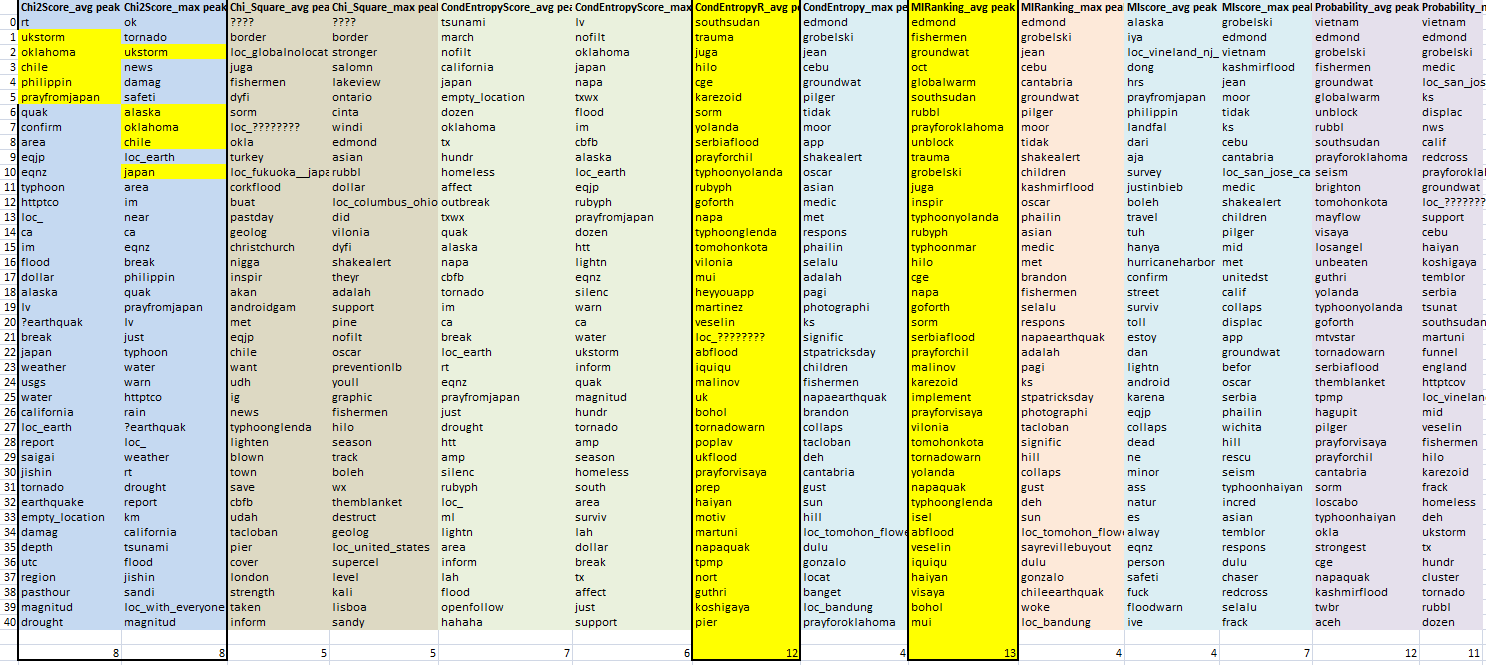 Chi2Score_avg peak Chi2Score_max peak Chi_Square_avg pea Chi_Square_max peal CondEntropyScore_avg pea CondEntropyScore_max CondEntropyR_avg p CondEntropy_max pe MIRanking_avg peak MIRanking_max pea MIscore_avg peak MIscore_max peak Probability_avg peak Probability_n
0 rt ok ???? ???? tsunami lv southsudan edmond edmond edmond alaska grobelski vietnam vietnam
1 ukstorm tornado border border march nofilt trauma grobelski fishermen grobelski iya edmond edmond edmond
2 oklahoma ukstorm loc_globalnolocat stronger nofilt oklahoma juga jean groundwat jean loc_vineland_nj_ vietnam grobelski grobelski
3 chile news juga salomn california japan hilo cebu oct cebu dong kashmirflood fishermen medic
4 philippin damag fishermen lakeview japan napa cge groundwat globalwarm cantabria hrs jean groundwat loc_san_jos
5 prayfromjapan safeti dyfi ontario empty_location txwx karezoid pilger southsudan groundwat prayfromjapan moor globalwarm ks
6 quak alaska sorm cinta dozen flood sorm tidak rubbl pilger philippin tidak unblock displac
7 confirm oklahoma loc_???????? windi oklahoma im yolanda moor prayforoklahoma moor landfal ks rubbl nws
8 area chile okla edmond tx cbfb serbiaflood app unblock tidak dari cebu southsudan calif
9 eqjp loc_earth turkey asian hundr alaska prayforchil shakealert trauma shakealert aja cantabria prayforoklahoma redcross
10 eqnz japan loc_fukuoka__japa rubbl homeless loc_earth typhoonyolanda oscar grobelski children survey loc_san_jose_ca seism prayforoklal
11 typhoon area corkflood dollar affect eqjp rubyph asian juga kashmirflood justinbieb medic brighton groundwat
12 httptco im buat loc_columbus_ohio outbreak rubyph goforth medic inspir oscar boleh shakealert tomohonkota loc_???????
13 loc_ near pastday did txwx prayfromjapan napa met typhoonyolanda phailin travel children mayflow support
14 ca ca geolog vilonia quak dozen typhoonglenda respons rubyph asian tuh pilger visaya cebu
15 im eqnz christchurch dyfi alaska htt tomohonkota phailin typhoonmar medic hanya mid losangel haiyan
16 flood break nigga shakealert napa lightn vilonia selalu hilo met hurricaneharbor met unbeaten koshigaya
17 dollar philippin inspir theyr cbfb eqnz mui adalah cge brandon confirm unitedst guthri temblor
18 alaska quak akan adalah tornado silenc heyyouapp pagi napa fishermen street calif yolanda serbia
19 lv prayfromjapan androidgam support im warn martinez photographi goforth selalu surviv collaps typhoonyolanda tsunat
20 ?earthquak lv met pine ca ca veselin ks sorm respons toll displac goforth southsudan
21 break just eqjp nofilt break water loc_???????? signific serbiaflood napaearthquak estoy app mtvstar martuni
22 japan typhoon chile oscar loc_earth ukstorm abflood stpatricksday prayforchil adalah dan groundwat tornadowarn funnel
23 weather water want preventionlb rt inform iquiqu children malinov pagi lightn befor serbiaflood england
24 usgs warn udh youll eqnz quak malinov fishermen karezoid ks android oscar themblanket httptcov
25 water httptco ig graphic prayfromjapan magnitud uk napaearthquak implement stpatricksday karena serbia tpmp loc_vinelan
26 california rain news fishermen just hundr bohol brandon prayforvisaya photographi eqjp phailin hagupit mid
27 loc_earth ?earthquak typhoonglenda hilo drought tornado tornadowarn collaps vilonia tacloban collaps wichita pilger veselin
28 report loc_ lighten season htt amp poplav tacloban tomohonkota signific dead hill prayforvisaya fishermen
29 saigai weather blown track amp season ukflood deh tornadowarn hill ne rescu prayforchil hilo
30 jishin rt town boleh silenc homeless prayforvisaya cantabria yolanda collaps minor seism cantabria karezoid
31 tornado drought save wx rubyph south prep gust napaquak gust ass typhoonhaiyan sorm frack
32 earthquake report cbfb themblanket loc_ area haiyan sun typhoonglenda deh natur incred loscabo homeless
33 empty_location km udah destruct ml surviv motiv hill isel sun es asian typhoonhaiyan deh
34 damag california tacloban geolog lightn lah martuni loc_tomohon_flowe abflood loc_tomohon_flowe alway temblor okla ukstorm
35 depth tsunami pier loc_united_states area dollar napaquak dulu veselin sayrevillebuyout eqnz respons strongest tx
36 utc flood cover supercel inform break tpmp gonzalo iquiqu dulu person dulu cge hundr
37 region jishin london level lah tx nort locat haiyan gonzalo safeti chaser napaquak cluster
38 pasthour sandi strength kali flood affect guthri banget visaya chileearthquak fuck redcross kashmirflood tornado
39 magnitud loc_with_everyone taken lisboa openfollow just koshigaya loc_bandung bohol woke floodwarn selalu twbr rubbl
40 drought magnitud inform sandy hahaha support pier prayforoklahoma mui loc_bandung ive frack aceh dozen
8 8 5 5 7 6 12 4 13 4 4 7 12 11